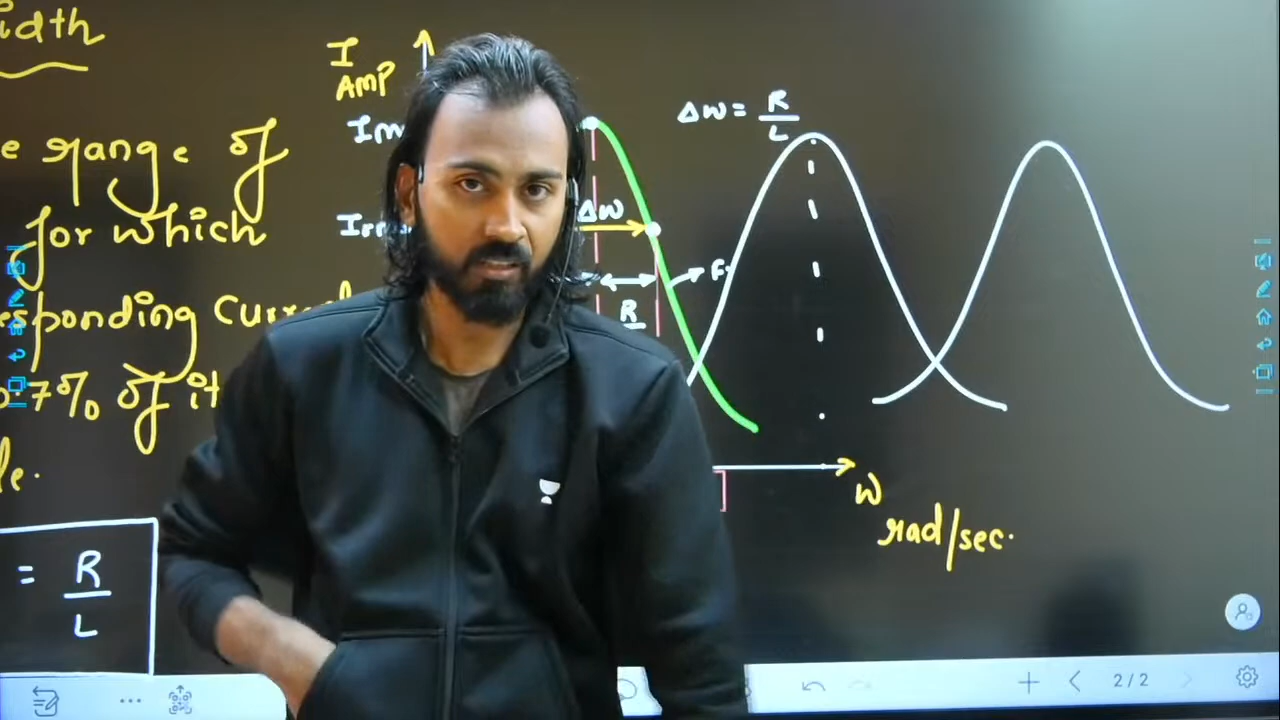 idth
e range of
for which
esponding Curre
0.7% of it
le.
= R/L
I
AMP
Im
Irm
ΔW
R
ΔW = R/L
W
rad/sec.
2/2